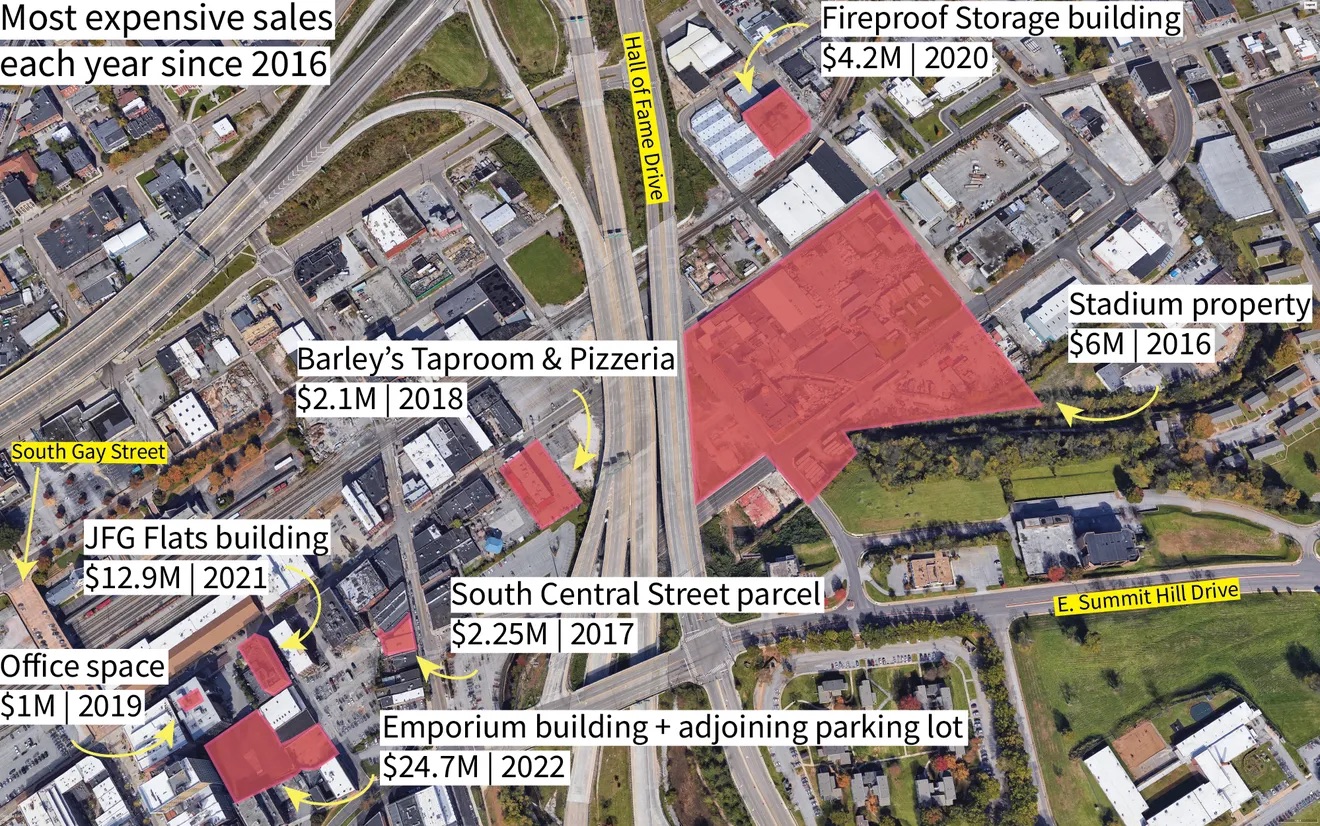 Most expensive sales
each year since 2016
Fireproof Storage building
$4.2M | 2020
Hall of Fame Drive
Stadium property
$6M | 2016
Barley’s Taproom & Pizzeria
$2.1M | 2018
South Gay Street
JFG Flats building
$12.9M | 2021
South Central Street parcel
$2.25M | 2017
E. Summit Hill Drive
Office space
$1M | 2019
Emporium building + adjoining parking lot
$24.7M | 2022